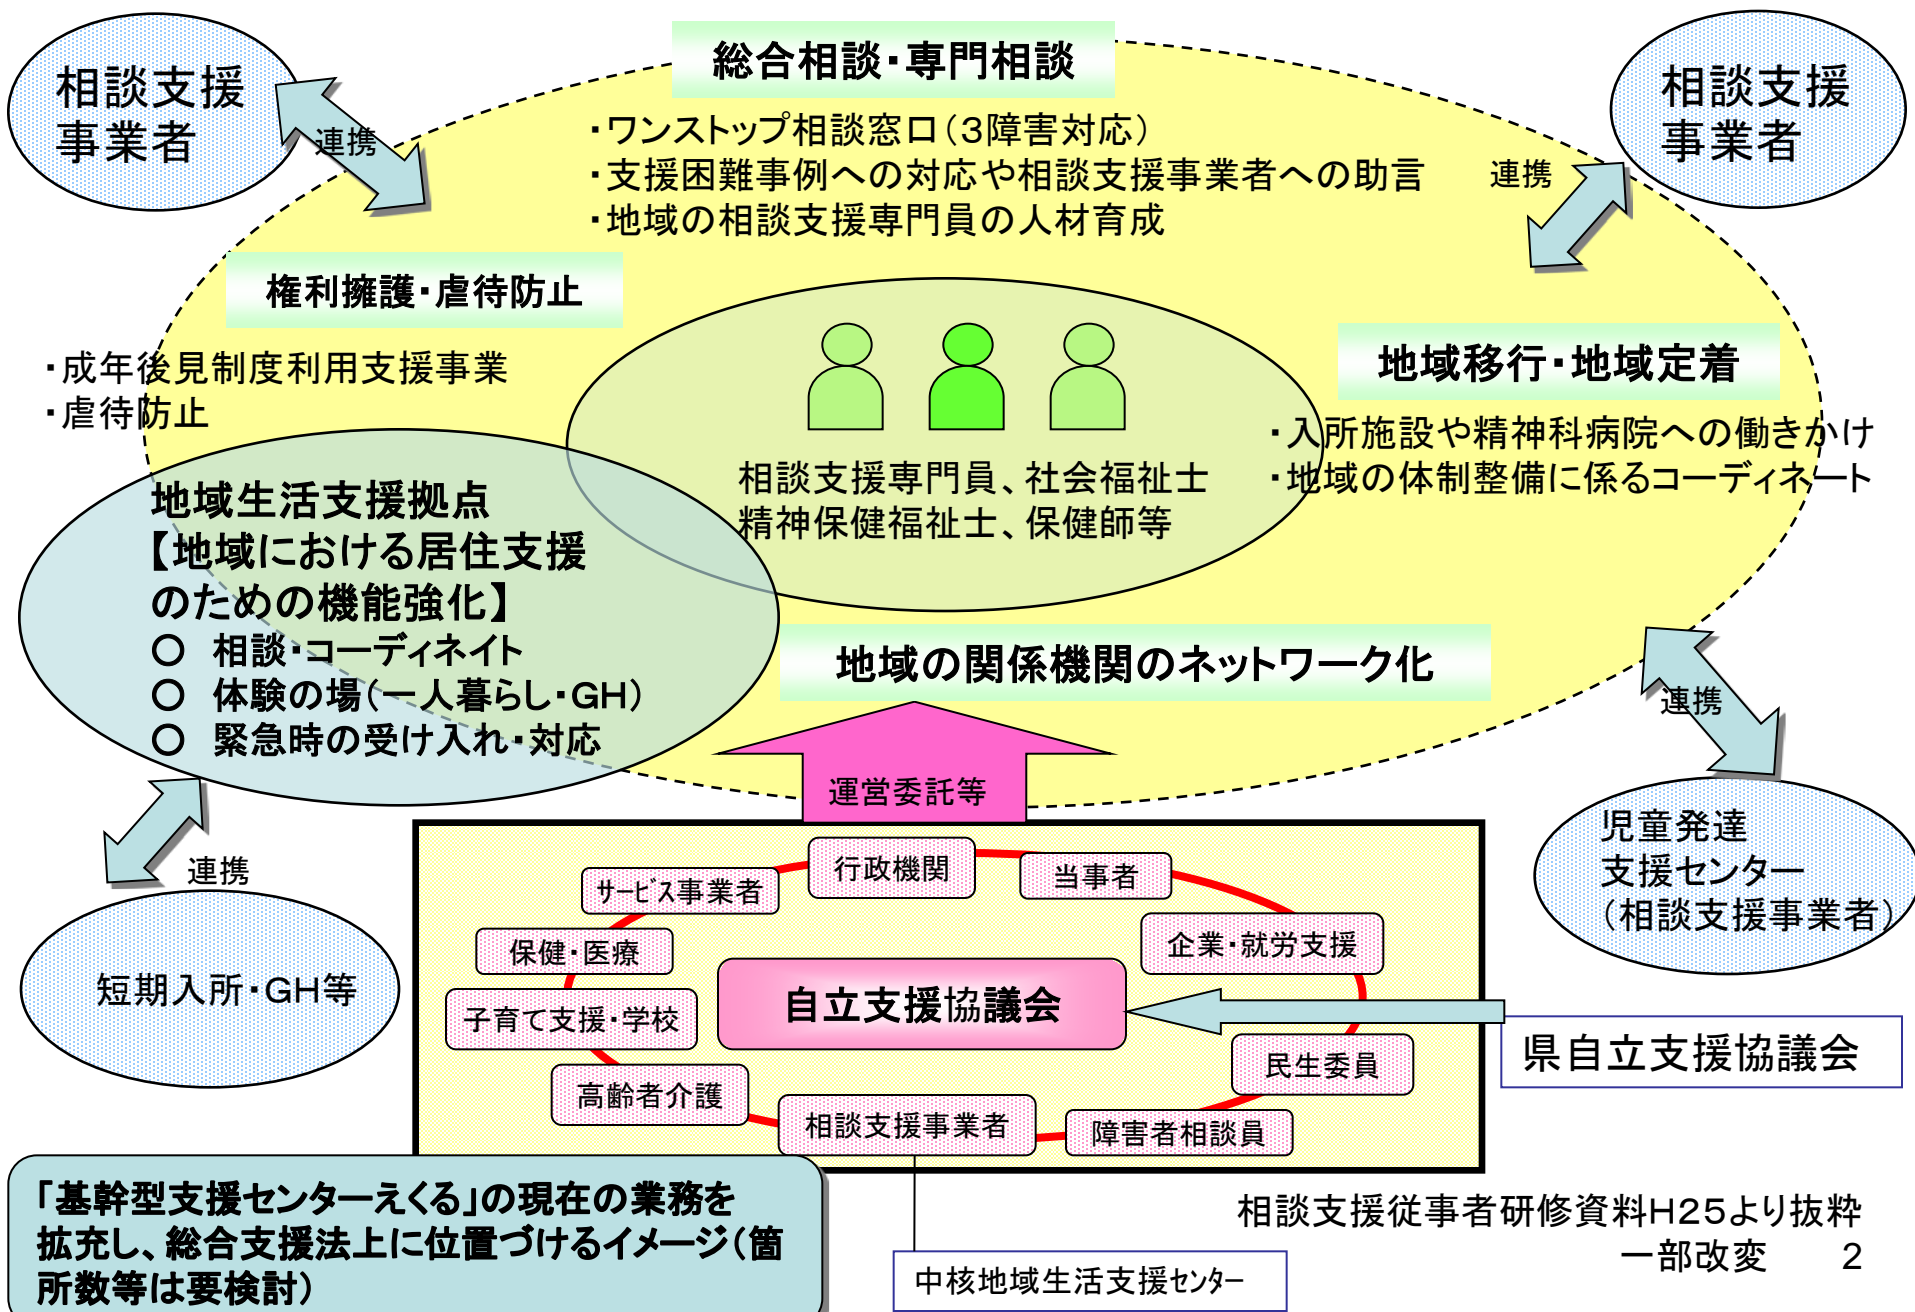 総合相談・専門相談
相談支援
事業者
連携
・ワンストップ相談窓口（３障害対応）
・支援困難事例への対応や相談支援事業者への助言
・地域の相談支援専門員の人材育成
連携
相談支援
事業者
権利擁護・虐待防止
・成年後見制度利用支援事業
・虐待防止
地域移行・地域定着
・入所施設や精神科病院への働きかけ
・地域の体制整備に係るコーディネート
相談支援専門員、社会福祉士
精神保健福祉士、保健師等
地域生活支援拠点
【地域における居住支援
のための機能強化】
〇　相談・コーディネイト
〇　体験の場（一人暮らし・ＧＨ）
〇　緊急時の受け入れ・対応
地域の関係機関のネットワーク化
連携
運営委託等
連携
短期入所・ＧＨ等
児童発達
支援センター
（相談支援事業者）
行政機関
当事者
サービス事業者
企業・就労支援
保健・医療
自立支援協議会
子育て支援・学校
県自立支援協議会
民生委員
高齢者介護
相談支援事業者
障害者相談員
「基幹型支援センターえくる」の現在の業務を
拡充し、総合支援法上に位置づけるイメージ（箇
所数等は要検討）
中核地域生活支援センター
相談支援従事者研修資料Ｈ２５より抜粋
一部改変　２